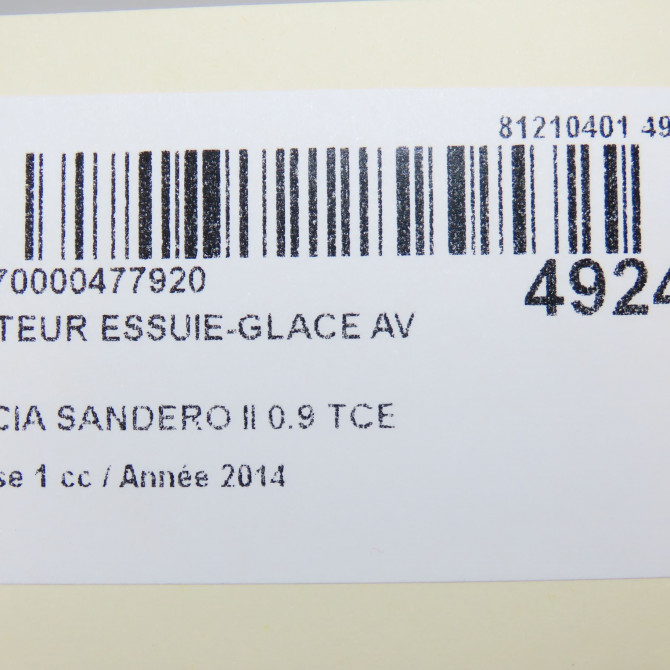 81210401 49
70000477920
4924
TEUR ESSUIE-GLACE AV
CIA SANDERO II 0.9 TCE
se 1 cc / Année 2014